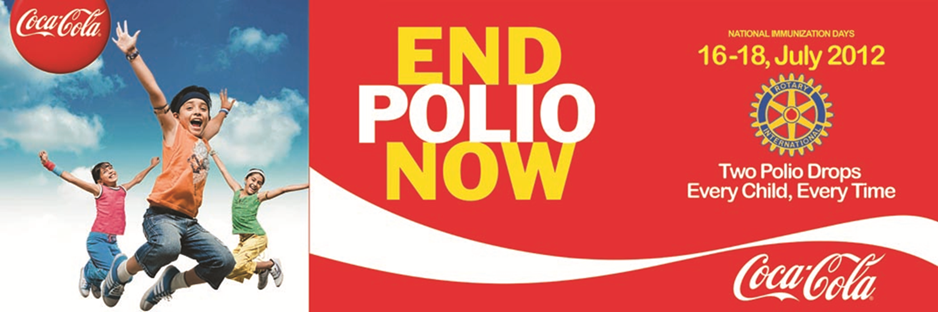 Coca-Cola
END
POLIO
NOW
NATIONAL IMMUNIZATION DAYS
16-18, July 2012
ROTARY
INTERNATIONAL
Two Polio Drops
Every Child, Every Time
Coca-Cola